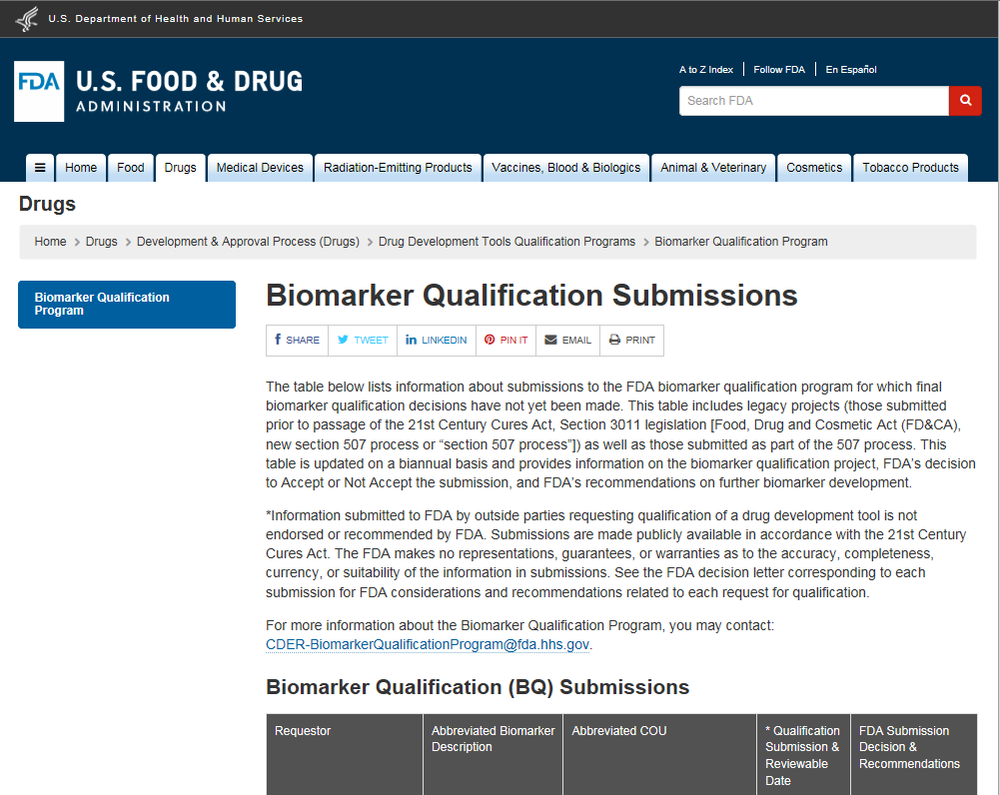 U.S. Department of Health and Human Services
FDA U.S. FOOD & DRUG
ADMINISTRATION
A to Z Index Follow FDA En Español
Search FDA
Home Food Drugs Medical Devices Radiation-Emitting Products Vaccines, Blood & Biologics Animal & Veterinary Cosmetics Tobacco Products
Drugs
Home > Drugs > Development & Approval Process (Drugs) > Drug Development Tools Qualification Programs > Biomarker Qualification Program
Biomarker Qualification
Program
Biomarker Qualification Submissions
SHARE TWEET LINKEDIN PIN IT EMAIL PRINT
The table below lists information about submissions to the FDA biomarker qualification program for which final
biomarker qualification decisions have not yet been made. This table includes legacy projects (those submitted
prior to passage of the 21st Century Cures Act, Section 3011 legislation [Food, Drug and Cosmetic Act (FD&CA),
new section 507 process or “section 507 process”]) as well as those submitted as part of the 507 process. This
table is updated on a biannual basis and provides information on the biomarker qualification project, FDA’s decision
to Accept or Not Accept the submission, and FDA’s recommendations on further biomarker development.
*Information submitted to FDA by outside parties requesting qualification of a drug development tool is not
endorsed or recommended by FDA. Submissions are made publicly available in accordance with the 21st Century
Cures Act. The FDA makes no representations, guarantees, or warranties as to the accuracy, completeness,
currency, or suitability of the information in submissions. See the FDA decision letter corresponding to each
submission for FDA considerations and recommendations related to each request for qualification.
For more information about the Biomarker Qualification Program, you may contact:
CDER-BiomarkerQualificationProgram@fda.hhs.gov.
Biomarker Qualification (BQ) Submissions
Requestor
Abbreviated Biomarker
Description
Abbreviated COU
* Qualification
Submission &
Reviewable
Date
FDA Submission
Decision &
Recommendations